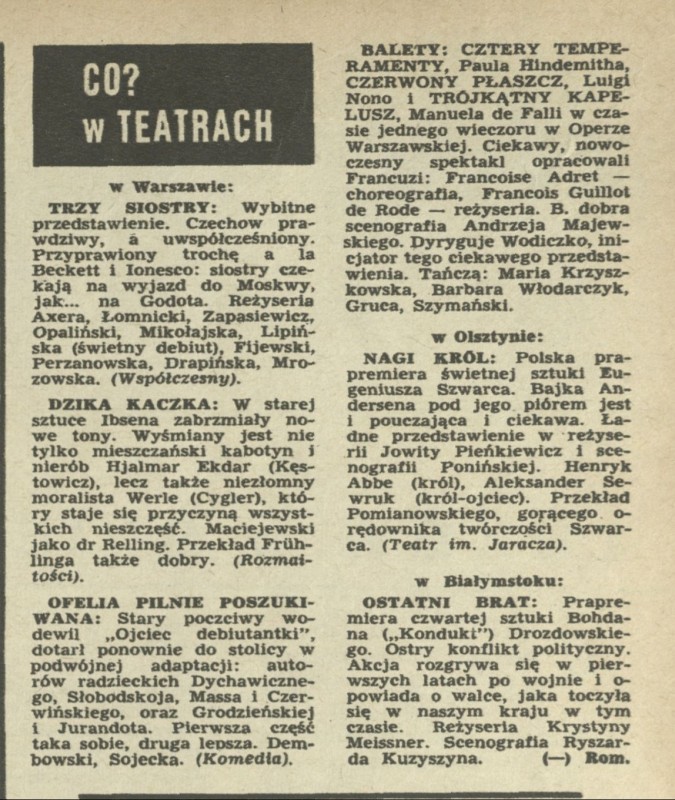 CO?
w TEATRACH
w Warszawie:
TRZY SIOSTRY: Wybitne
przedstawienie. Czechow pra-
wdziwy, a uwspółcześniony.
Przyprawiony trochę a la
Beckett i Ionesco: siostry cze-
kają na wyjazd do Moskwy,
jak... na Godota. Reżyseria
Axera, Łomnicki, Zapasiewicz,
Opaliński, Mikołajska, Lipiń-
ska (świetny debiut), Fijewski,
Perzanowska, Drapińska, Mro-
zowska. (Współczesny).
DZIKA KACZKA: W starej
sztuce Ibsena zabrzmiały no-
we tony. Wyśmiany jest nie
tylko mieszczański kabotyn i
nierób Hjalmar Ekdar (Kęs-
towicz), lecz także niezłomny
moralista Werle (Cygler), któ-
ry staje się przyczyną wszyst-
kich nieszczęść. Maciejewski
jako dr Relling. Przekład Früh-
linga także dobry. (Rozmai-
tości).
OFELIA PILNIE POSZUKI-
WANA: Stary poczciwy wo-
dewil „Ojciec debiutantki",
dotarł ponownie do stolicy w
podwójnej adaptacji: auto-
rów radzieckich Dychawiczne-
go, Słobodskoja, Massa i Czer-
wińskiego, oraz Grodzieńskiej
i Jurandota. Pierwsza część
taka sobie, druga lepsza. Dem-
bowski, Sojecka. (Komedia).
BALETY: CZTERY TEMPE-
RAMENTY, Paula Hindemitha,
CZERWONY PŁASZCZ, Luigi
Nono i TRÓJKĄTNY KAPE-
LUSZ, Manuela de Falli w cza-
sie jednego wieczoru w Operze
Warszawskiej. Ciekawy, nowo-
czesny spektakl opracowali
Francuzi: Francoise Adret —
choreografia, Francois Guillot
de Rode — reżyseria. B. dobra
scenografia Andrzeja Majew-
skiego. Dyryguje Wodiczko, ini-
cjator tego ciekawego przedsta-
wienia. Tańczą: Maria Krzysz-
kowska, Barbara Włodarczyk,
Gruca, Szymański.
w Olsztynie:
NAGI KRÓL: Polska pra-
premiera świetnej sztuki Eu-
geniusza Szwarca. Bajka An-
dersena pod jego piórem jest
i pouczająca i ciekawa. Ła-
dne przedstawienie w reżyse-
rii Jowity Pieńkiewicz i sce-
nografii Ponińskiej. Henryk
Abbe (król), Aleksander Se-
wruk (król-ojciec). Przekład
Pomianowskiego, gorącego o-
rędownika twórczości Szwar-
ca. (Teatr im. Jaracza).
w Białymstoku:
OSTATNI BRAT: Prapre-
miera czwartej sztuki Bohda-
na („Kondukt") Drozdowskie-
go. Ostry konflikt polityczny.
Akcja rozgrywa się w pier-
wszych latach po wojnie i o-
powiada o walce, jaka toczyła
się w naszym kraju w tym
czasie. Reżyseria Krystyny
Meissner. Scenografia Ryszar-
da Kuzyszyna. (—) Rom.